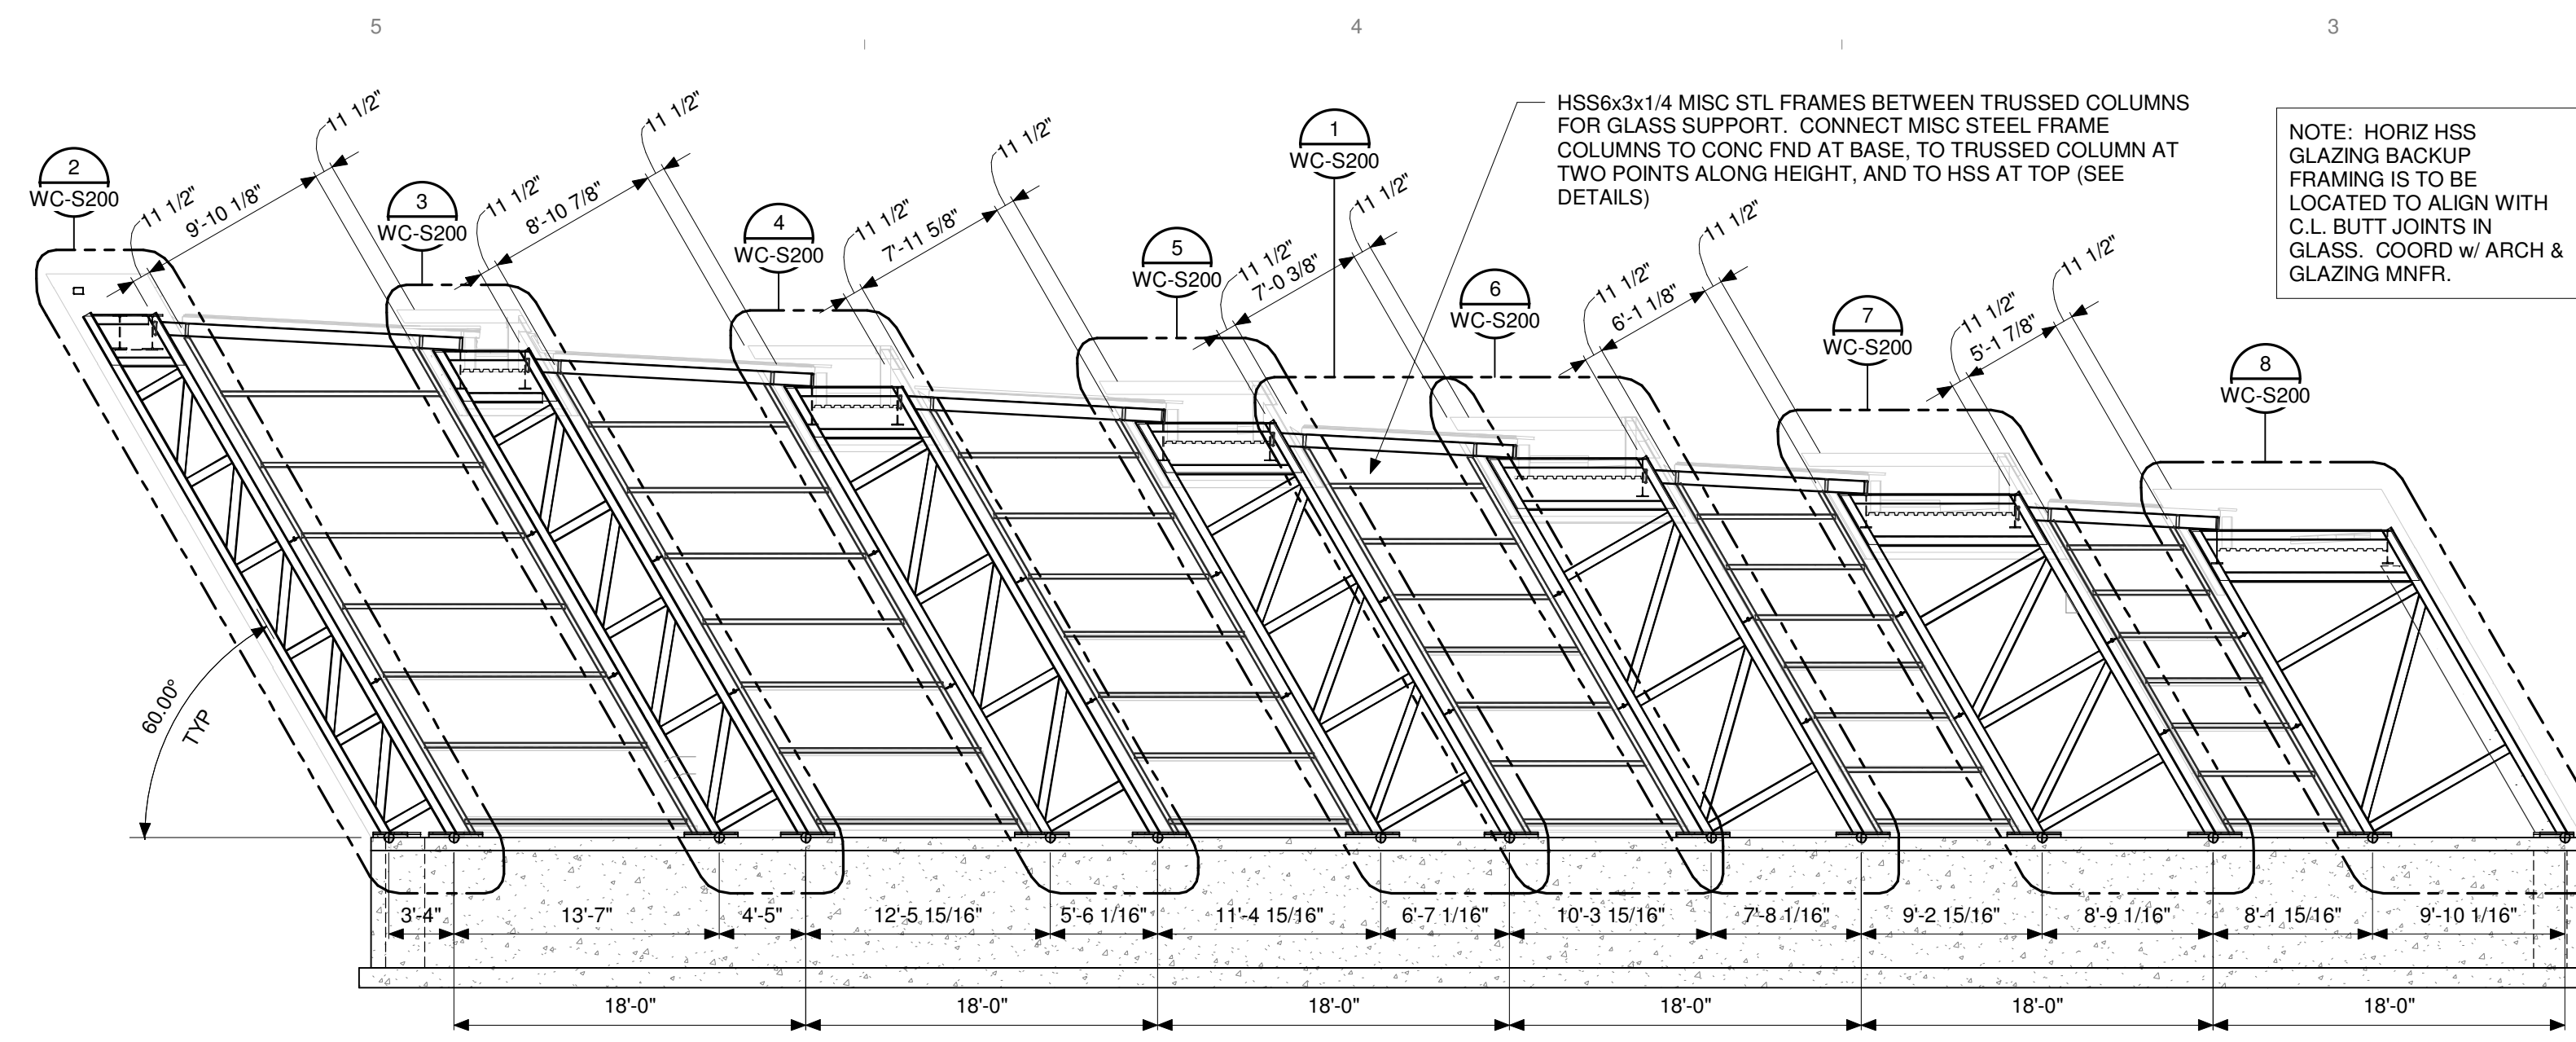 5
4
3
HSS6x3x1/4 MISC STL FRAMES BETWEEN TRUSSED COLUMNS
FOR GLASS SUPPORT. CONNECT MISC STEEL FRAME
COLUMNS TO CONC FND AT BASE, TO TRUSSED COLUMN AT
TWO POINTS ALONG HEIGHT, AND TO HSS AT TOP (SEE
DETAILS)
NOTE: HORIZ HSS
GLAZING BACKUP
FRAMING IS TO BE
LOCATED TO ALIGN WITH
C.L. BUTT JOINTS IN
GLASS. COORD w/ ARCH &
GLAZING MNFR.
2
WC-S200
11 1/2"
9'-10 1/8"
11 1/2"
3
WC-S200
11 1/2"
8'-10 7/8"
11 1/2"
4
WC-S200
11 1/2"
7'-11 5/8"
11 1/2"
5
WC-S200
11 1/2"
7'-0 3/8"
11 1/2"
1
WC-S200
6
WC-S200
11 1/2"
6'-1 1/8"
11 1/2"
7
WC-S200
11 1/2"
5'-1 7/8"
11 1/2"
8
WC-S200
60.00°
TYP
3'-4"
13'-7"
4'-5"
12'-5 15/16"
5'-6 1/16"
11'-4 15/16"
6'-7 1/16"
10'-3 15/16"
7'-8 1/16"
9'-2 15/16"
8'-9 1/16"
8'-1 15/16"
9'-10 1/16"
18'-0"
18'-0"
18'-0"
18'-0"
18'-0"
18'-0"